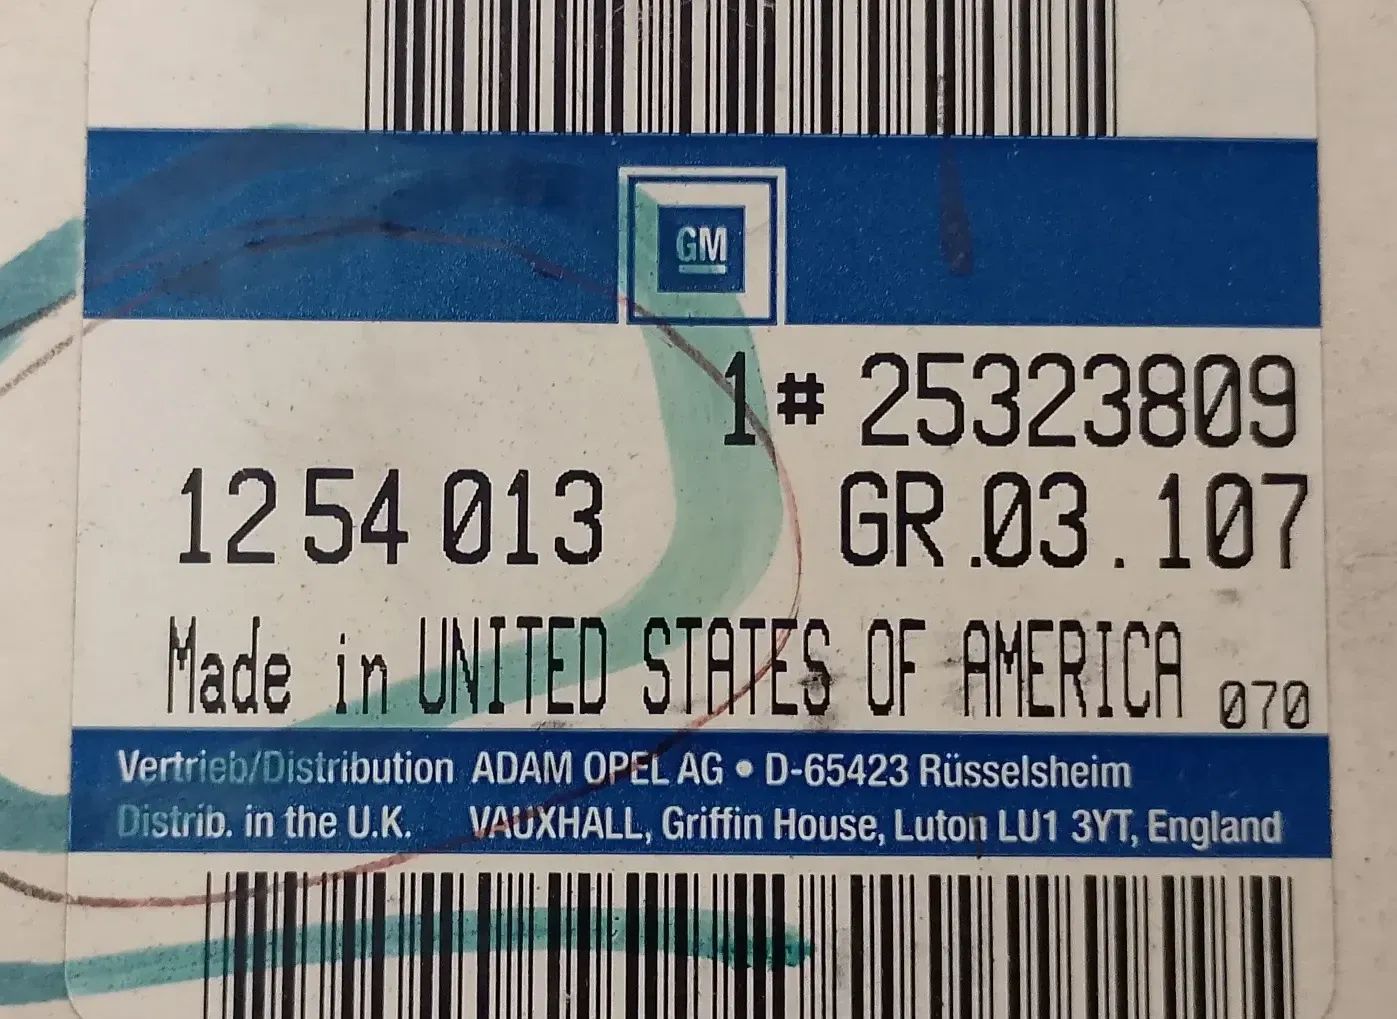 GM
1# 25323809
12 54 013 GR.03.107
Made in UNITED STATES OF AMERICA 070
Vertrieb/Distribution ADAM OPEL AG • D-65423 Rüsselsheim
Distrib. in the U.K. VAUXHALL, Griffin House, Luton LU1 3YT, England